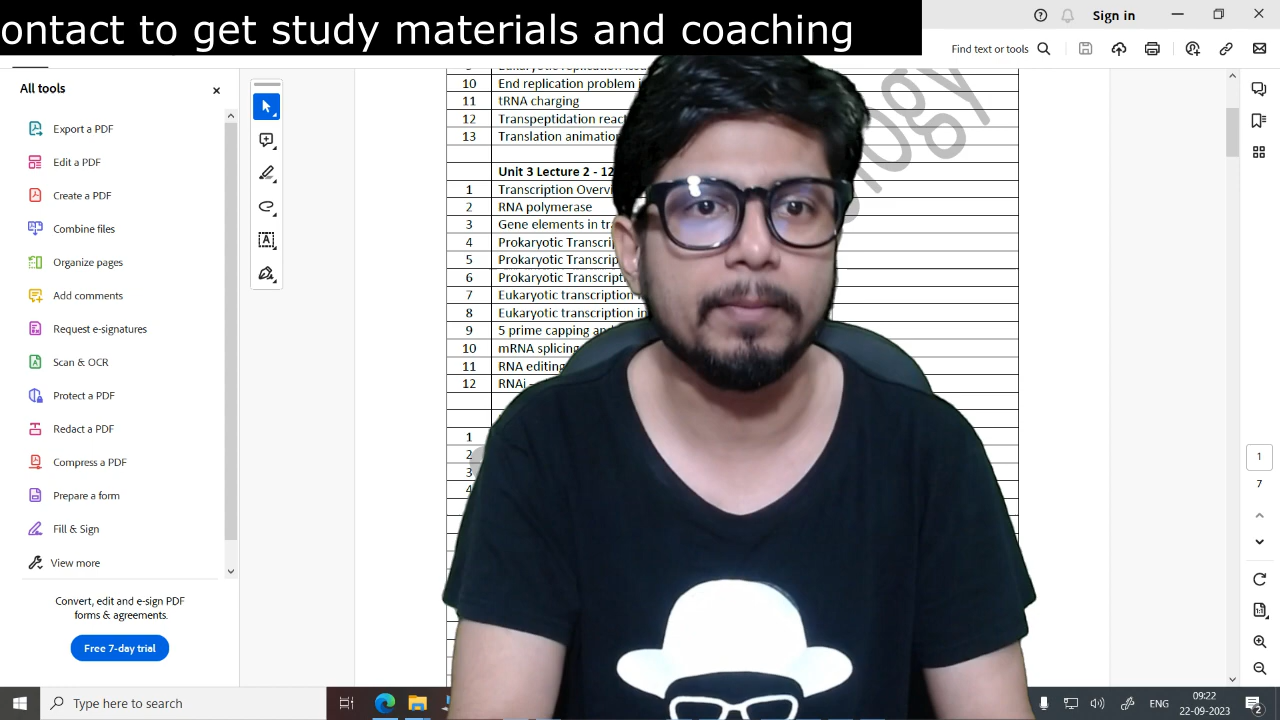 ontact to get study materials and coaching
Sign in
Find text or tools
All tools
Export a PDF
Edit a PDF
Create a PDF
Combine files
Organize pages
Add comments
Request e-signatures
Scan & OCR
Protect a PDF
Redact a PDF
Compress a PDF
Prepare a form
Fill & Sign
View more
Convert, edit and e-sign PDF
forms & agreements.
Free 7-day trial
10 End replication problem i
11 tRNA charging
12 Transpeptidation reac
13 Translation animatio
Unit 3 Lecture 2 - 12
1 Transcription Overvi
2 RNA polymerase
3 Gene elements in tra
4 Prokaryotic Transcrip
5 Prokaryotic Transcrip
6 Prokaryotic Transcript
7 Eukaryotic transcription
8 Eukaryotic transcription in
9 5 prime capping and
10 mRNA splicing
11 RNA editing
12 RNAi
1
2
3
4
ology
1
7
Type here to search
ENG
09:22
22-09-2023
2